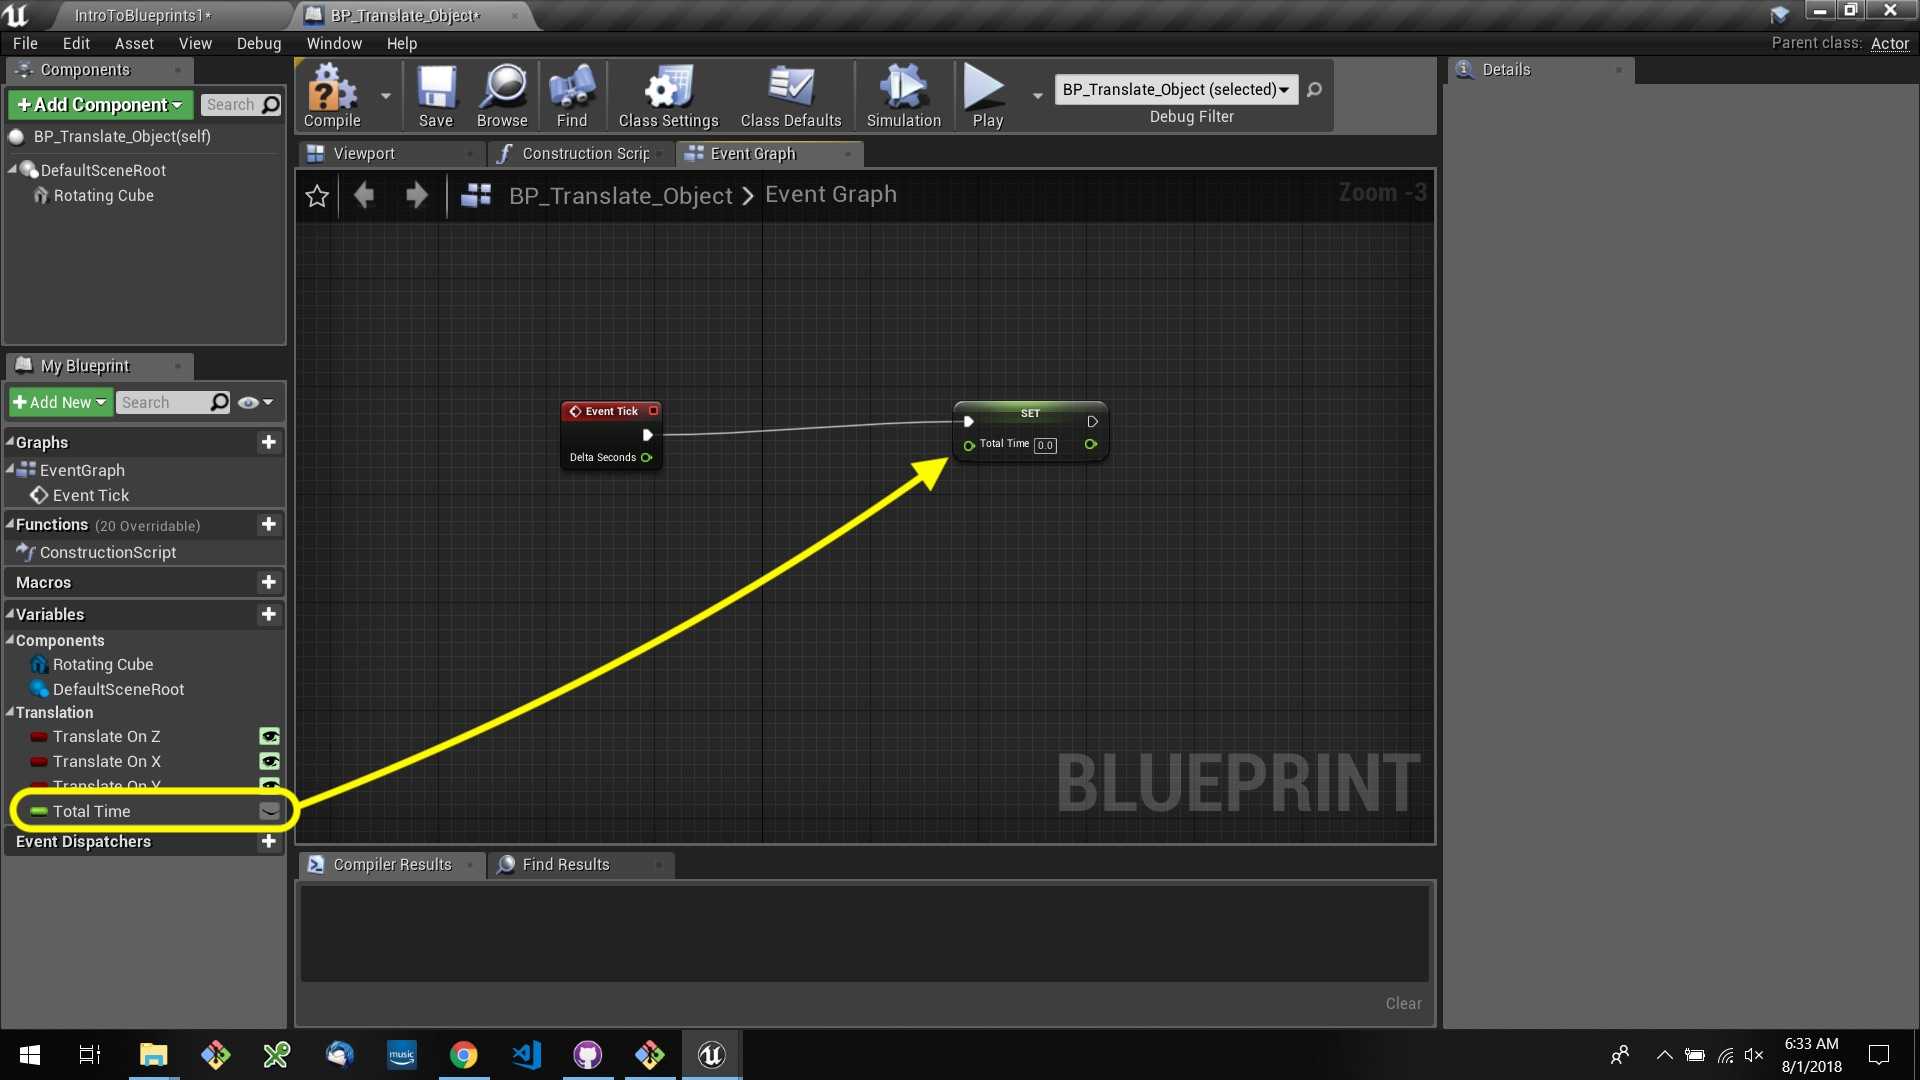 IntroToBlueprints1*
BP_Translate_Object*
File Edit Asset View Debug Window Help
Parent class: Actor
Components
+Add Component
Search
BP_Translate_Object(self)
DefaultSceneRoot
Rotating Cube
Compile
Save
Browse
Find
Class Settings
Class Defaults
Simulation
Play
BP_Translate_Object (selected)
Debug Filter
Details
Viewport
Construction Scrip
Event Graph
BP_Translate_Object > Event Graph
Zoom -3
My Blueprint
+ Add New
Search
Graphs
EventGraph
Event Tick
Functions (20 Overridable)
ConstructionScript
Macros
Variables
Components
Rotating Cube
DefaultSceneRoot
Translation
Translate On Z
Translate On X
Translate On Y
Total Time
Event Dispatchers
Event Tick
Delta Seconds
SET
Total Time 0.0
BLUEPRINT
Compiler Results
Find Results
Clear
music
6:33 AM
8/1/2018